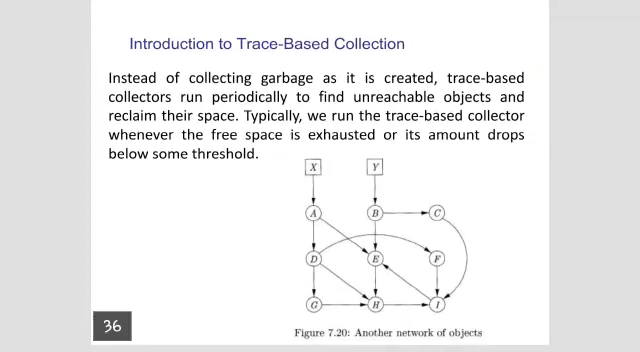 Introduction to Trace-Based Collection
Instead of collecting garbage as it is created, trace-based
collectors run periodically to find unreachable objects and
reclaim their space. Typically, we run the trace-based collector
whenever the free space is exhausted or its amount drops
below some threshold.
X Y
A B C
D E F
G H I
Figure 7.20: Another network of objects
36